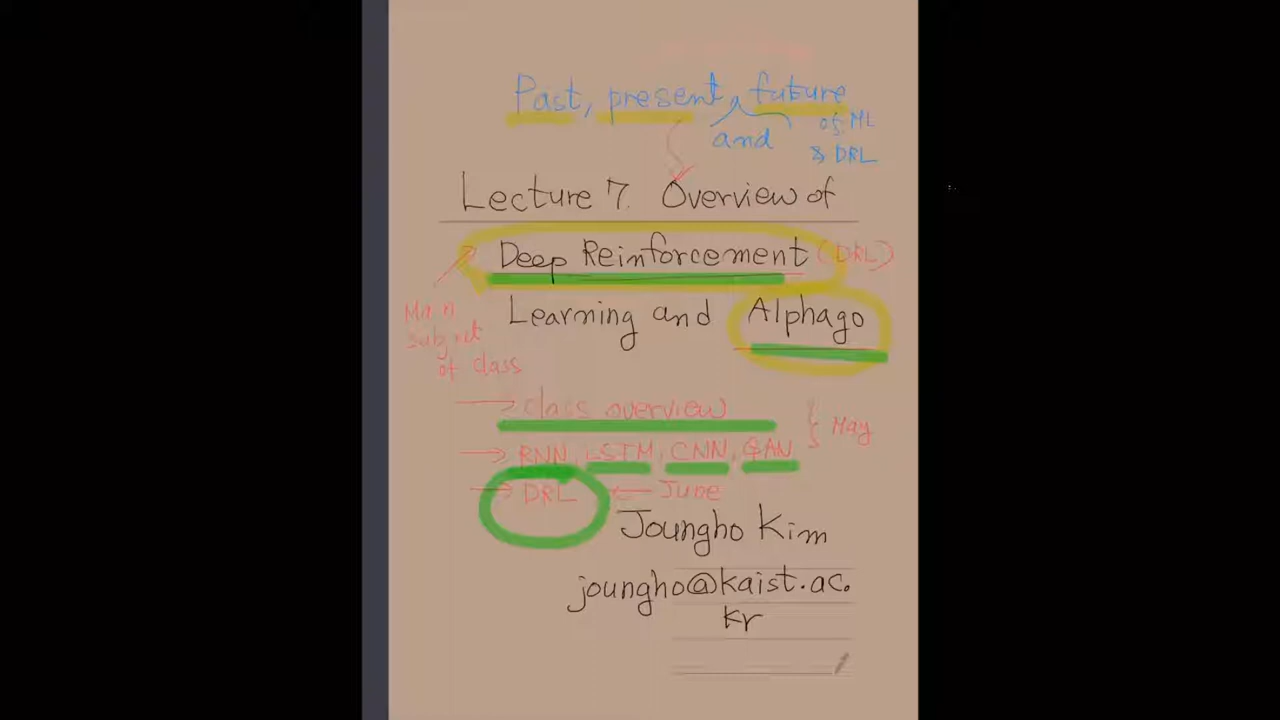 Past, present, future
and
of ML
& DRL
Lecture 7. Overview of
Deep Reinforcement (DRL)
Learning and Alphago
Main
subject
of class
→ class overview
→ RNN, LSTM, CNN, GAN
} May
→ DRL ← June
Joungho Kim
joungho@kaist.ac.
kr